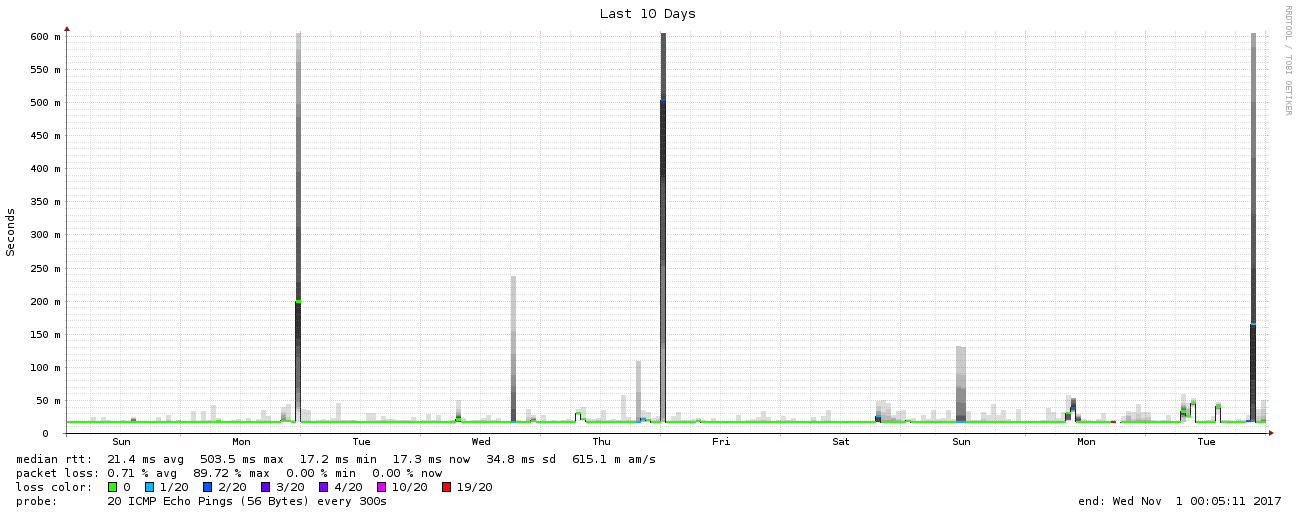 Last 10 Days
RRDTOOL / TOBI OETIKER
Seconds
600 m
550 m
500 m
450 m
400 m
350 m
300 m
250 m
200 m
150 m
100 m
50 m
0
Sun Mon Tue Wed Thu Fri Sat Sun Mon Tue
median rtt: 21.4 ms avg 503.5 ms max 17.2 ms min 17.3 ms now 34.8 ms sd 615.1 m am/s
packet loss: 0.71 % avg 89.72 % max 0.00 % min 0.00 % now
loss color: 0 1/20 2/20 3/20 4/20 10/20 19/20
probe: 20 ICMP Echo Pings (56 Bytes) every 300s end: Wed Nov 1 00:05:11 2017